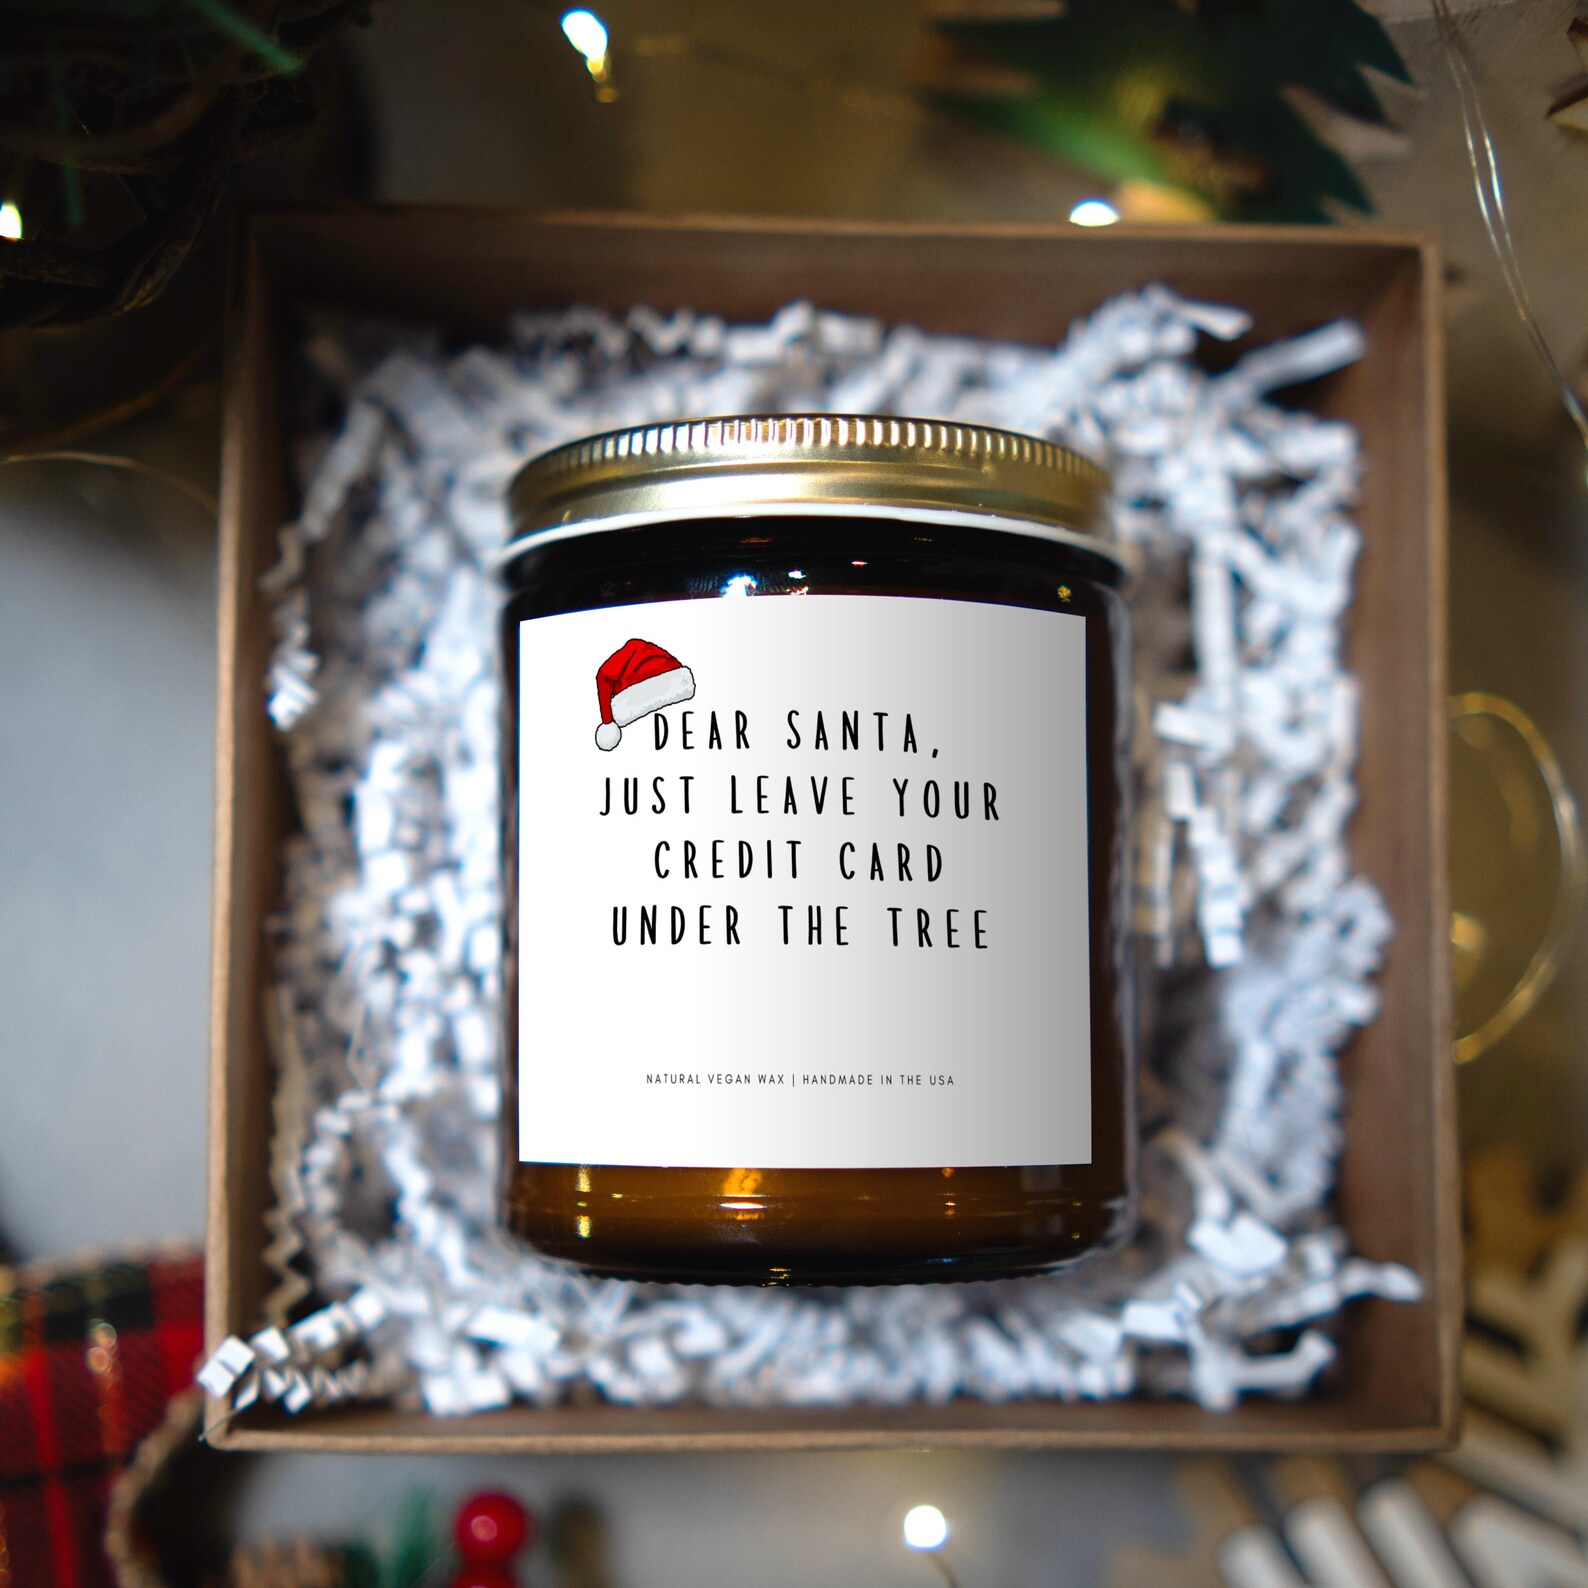 DEAR SANTA,
JUST LEAVE YOUR
CREDIT CARD
UNDER THE TREE
NATURAL VEGAN WAX | HANDMADE IN THE USA